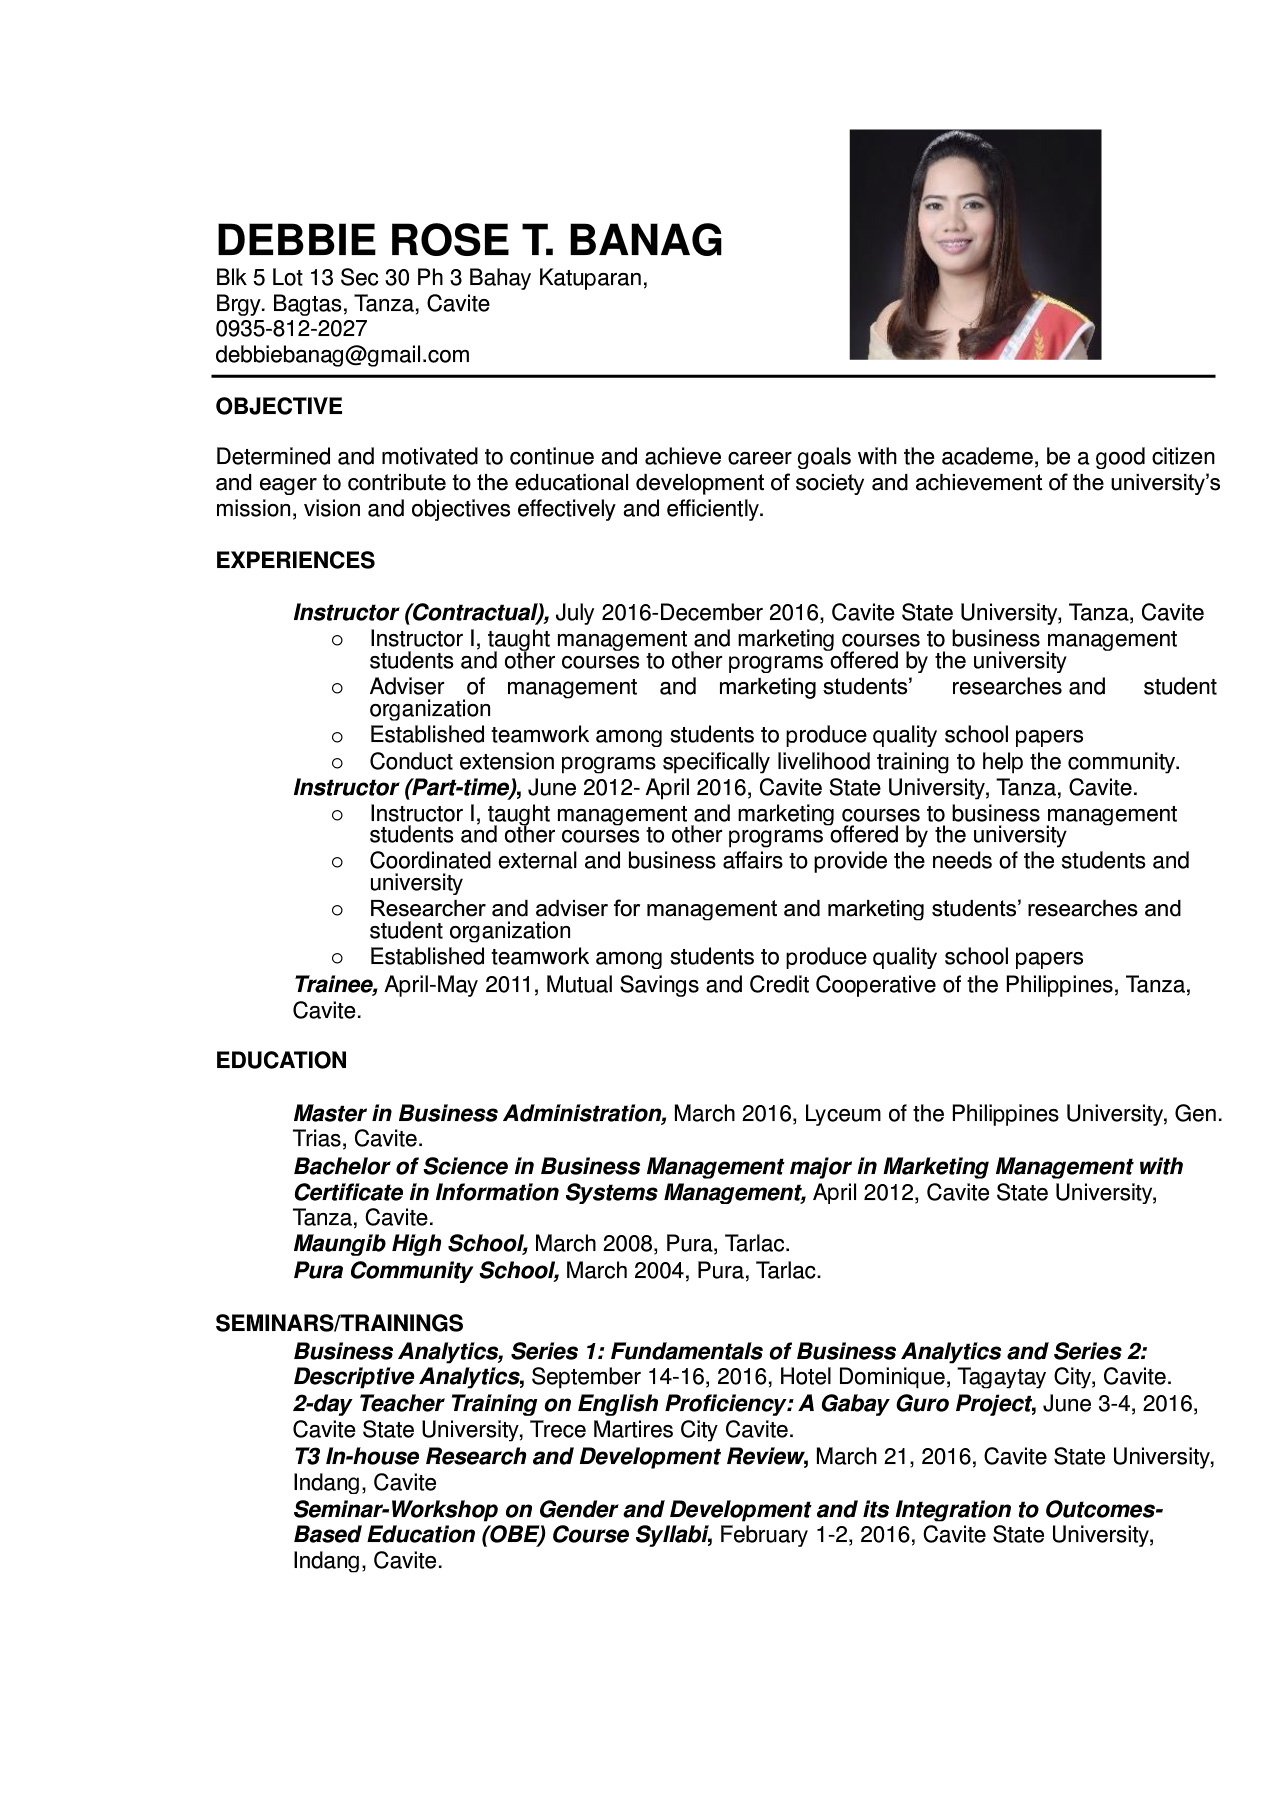 DEBBIE ROSE T. BANAG
Blk 5 Lot 13 Sec 30 Ph 3 Bahay Katuparan,
Brgy. Bagtas, Tanza, Cavite
0935-812-2027
debbiebanag@gmail.com
OBJECTIVE
Determined and motivated to continue and achieve career goals with the academe, be a good citizen
and eager to contribute to the educational development of society and achievement of the university’s
mission, vision and objectives effectively and efficiently.
EXPERIENCES
Instructor (Contractual), July 2016-December 2016, Cavite State University, Tanza, Cavite
o Instructor I, taught management and marketing courses to business management
students and other courses to other programs offered by the university
o Adviser of management and marketing students’ researches and student
organization
o Established teamwork among students to produce quality school papers
o Conduct extension programs specifically livelihood training to help the community.
Instructor (Part-time), June 2012- April 2016, Cavite State University, Tanza, Cavite.
o Instructor I, taught management and marketing courses to business management
students and other courses to other programs offered by the university
o Coordinated external and business affairs to provide the needs of the students and
university
o Researcher and adviser for management and marketing students’ researches and
student organization
o Established teamwork among students to produce quality school papers
Trainee, April-May 2011, Mutual Savings and Credit Cooperative of the Philippines, Tanza,
Cavite.
EDUCATION
Master in Business Administration, March 2016, Lyceum of the Philippines University, Gen.
Trias, Cavite.
Bachelor of Science in Business Management major in Marketing Management with
Certificate in Information Systems Management, April 2012, Cavite State University,
Tanza, Cavite.
Maungib High School, March 2008, Pura, Tarlac.
Pura Community School, March 2004, Pura, Tarlac.
SEMINARS/TRAININGS
Business Analytics, Series 1: Fundamentals of Business Analytics and Series 2:
Descriptive Analytics, September 14-16, 2016, Hotel Dominique, Tagaytay City, Cavite.
2-day Teacher Training on English Proficiency: A Gabay Guro Project, June 3-4, 2016,
Cavite State University, Trece Martires City Cavite.
T3 In-house Research and Development Review, March 21, 2016, Cavite State University,
Indang, Cavite
Seminar-Workshop on Gender and Development and its Integration to Outcomes-
Based Education (OBE) Course Syllabi, February 1-2, 2016, Cavite State University,
Indang, Cavite.